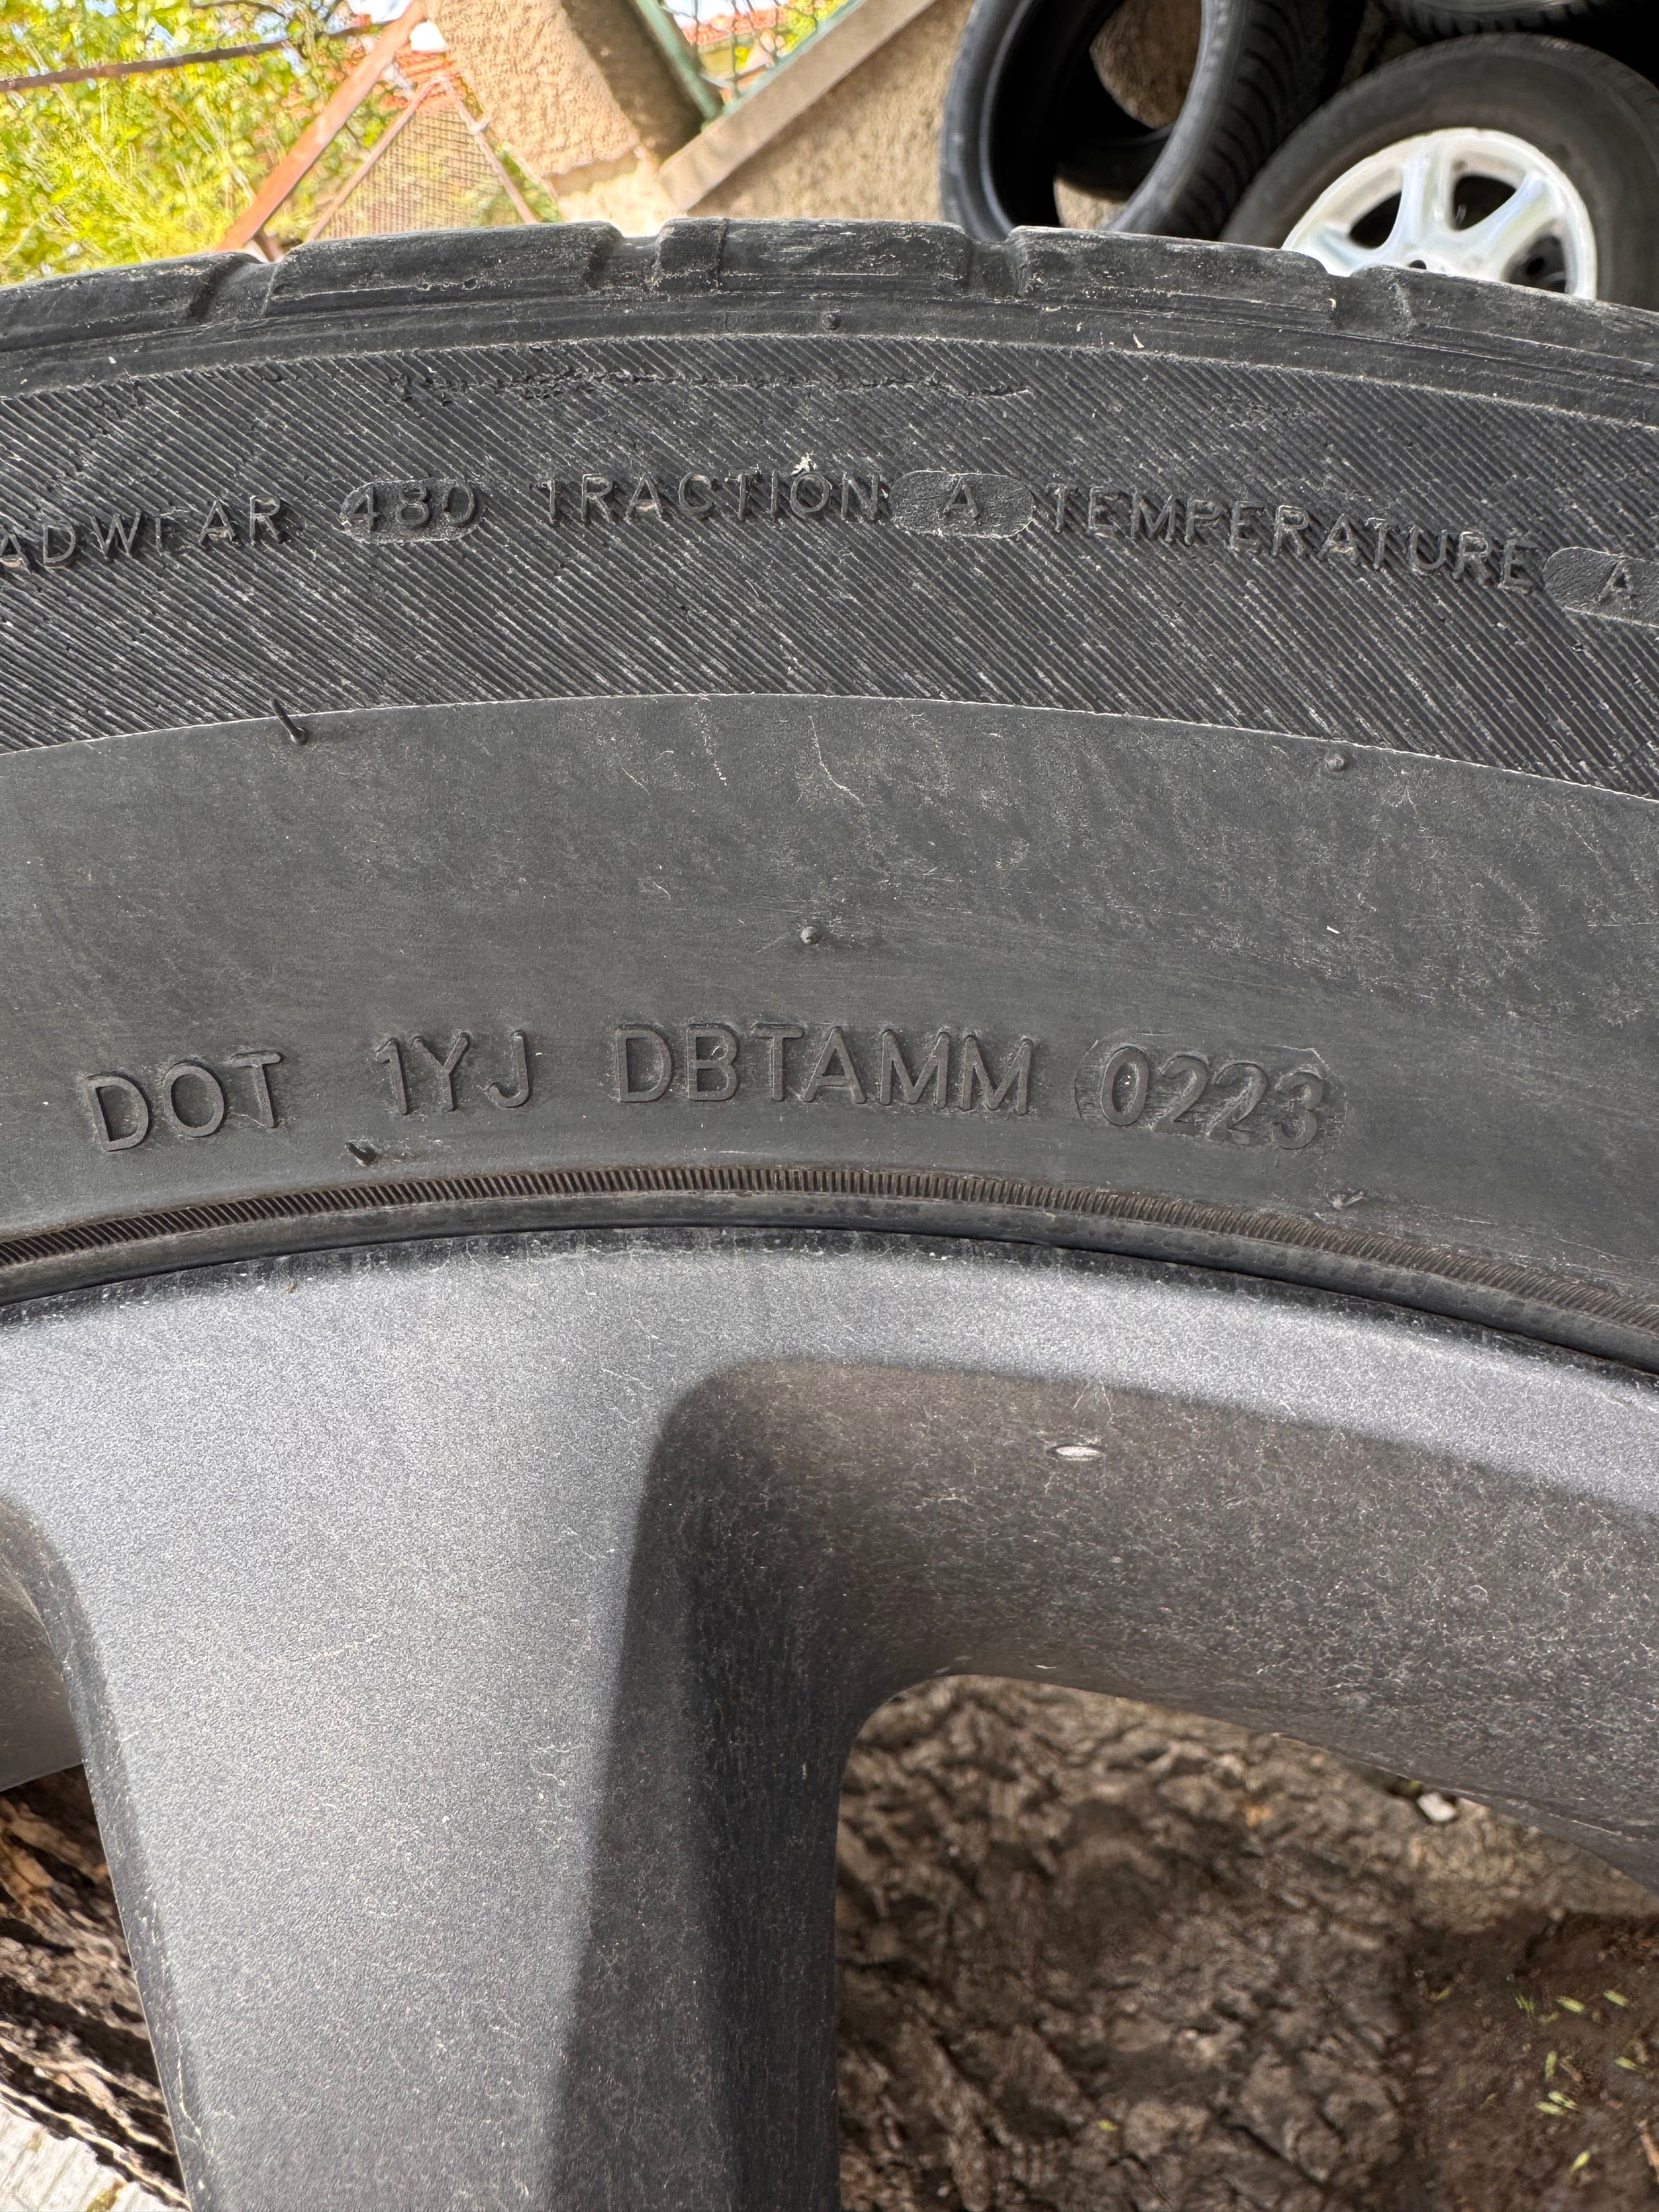 ADWEAR 480 TRACTION A TEMPERATURE A
DOT 1YJ DBTAMM 0223